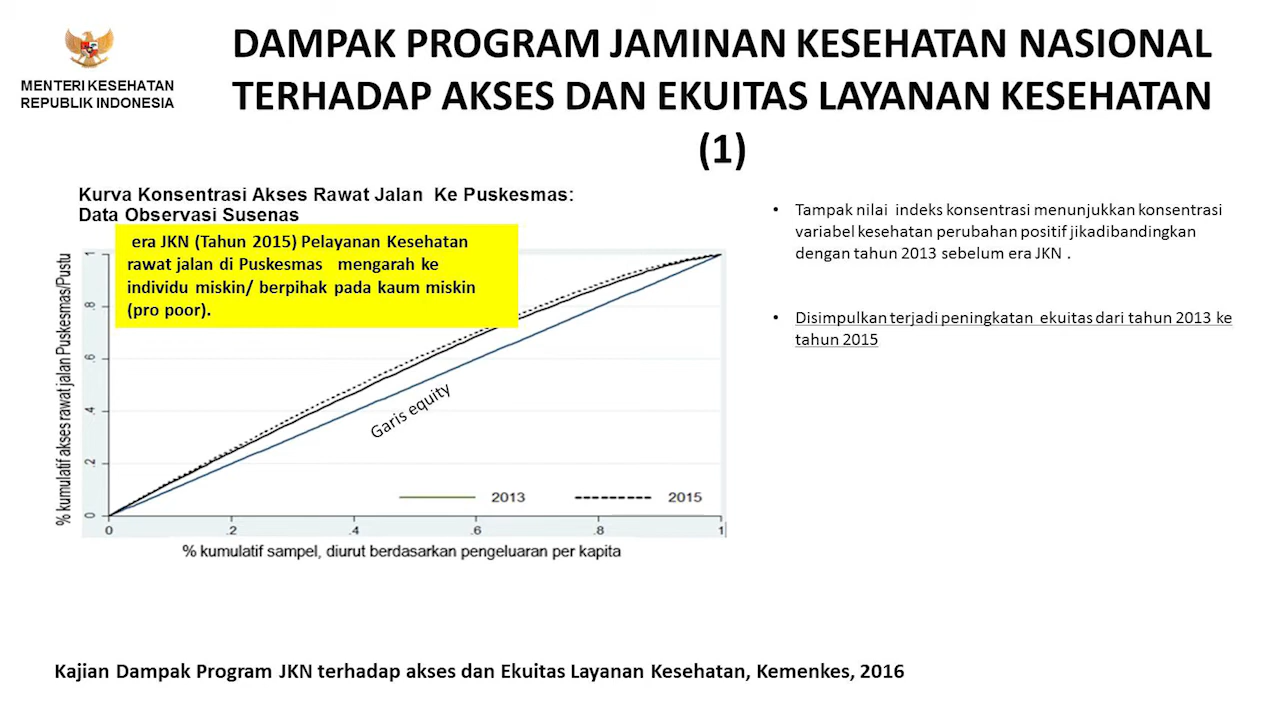 MENTERI KESEHATAN
REPUBLIK INDONESIA
DAMPAK PROGRAM JAMINAN KESEHATAN NASIONAL
TERHADAP AKSES DAN EKUITAS LAYANAN KESEHATAN
(1)
Kurva Konsentrasi Akses Rawat Jalan Ke Puskesmas:
Data Observasi Susenas
era JKN (Tahun 2015) Pelayanan Kesehatan
rawat jalan di Puskesmas mengarah ke
individu miskin/ berpihak pada kaum miskin
(pro poor).
% kumulatif akses rawat jalan Puskesmas/Pustu
1
.8
.6
.4
.2
0
Garis equity
2013
2015
0 .2 .4 .6 .8 1
% kumulatif sampel, diurut berdasarkan pengeluaran per kapita
• Tampak nilai indeks konsentrasi menunjukkan konsentrasi
variabel kesehatan perubahan positif jikadibandingkan
dengan tahun 2013 sebelum era JKN .
• Disimpulkan terjadi peningkatan ekuitas dari tahun 2013 ke
tahun 2015
Kajian Dampak Program JKN terhadap akses dan Ekuitas Layanan Kesehatan, Kemenkes, 2016